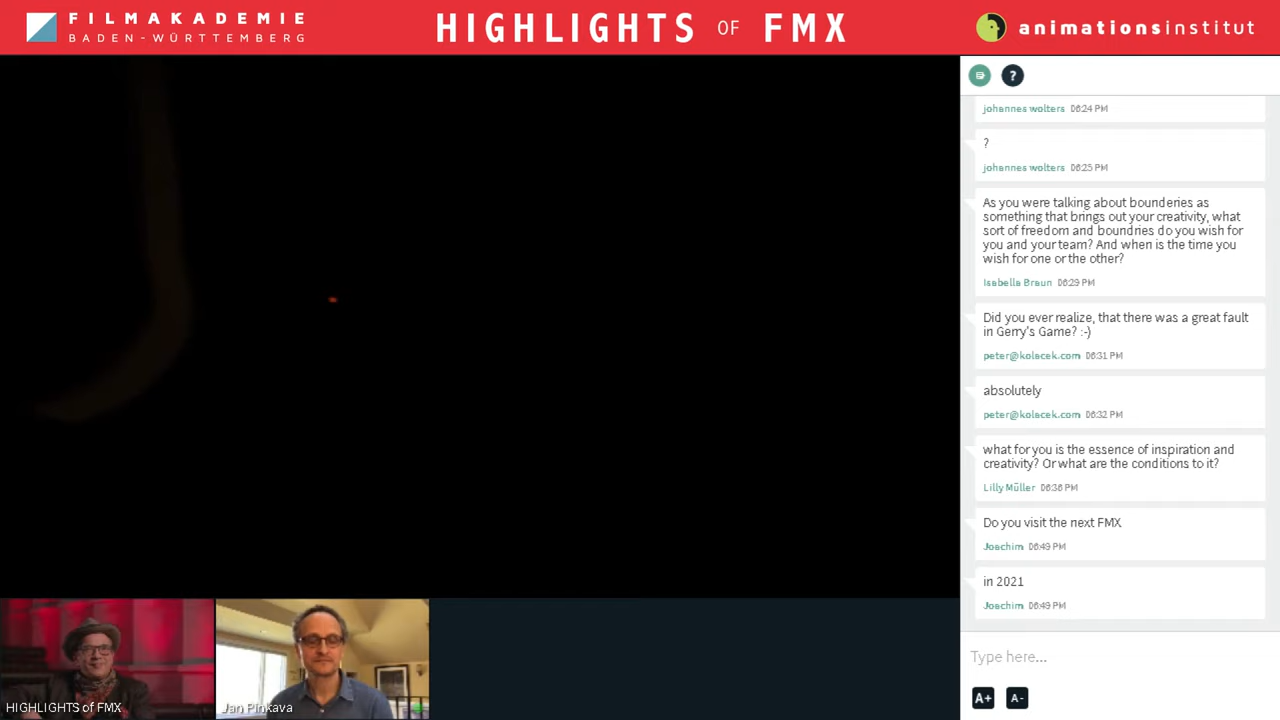 FILMAKADEMIE
BADEN-WÜRTTEMBERG
HIGHLIGHTS OF FMX
animationsinstitut
?
johannes wolters 06:24 PM
?
johannes wolters 06:25 PM
As you were talking about bounderies as
something that brings out your creativity, what
sort of freedom and boundries do you wish for
you and your team? And when is the time you
wish for one or the other?
Isabella Braun 06:29 PM
Did you ever realize, that there was a great fault
in Gerry's Game? :-)
peter@kolacek.com 06:31 PM
absolutely
peter@kolacek.com 06:32 PM
what for you is the essence of inspiration and
creativity? Or what are the conditions to it?
Lilly Müller 06:36 PM
Do you visit the next FMX
Joachim 06:49 PM
in 2021
Joachim 06:49 PM
Type here...
A+ A-
HIGHLIGHTS of FMX
Jan Pinkava